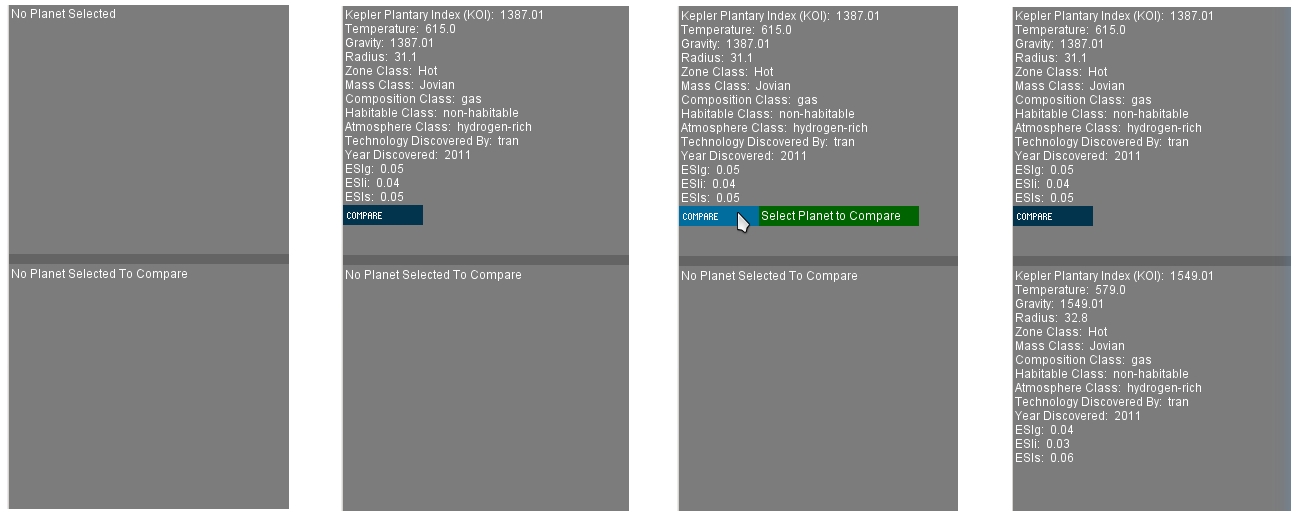 No Planet Selected
No Planet Selected To Compare
Kepler Plantary Index (KOI): 1387.01
Temperature: 615.0
Gravity: 1387.01
Radius: 31.1
Zone Class: Hot
Mass Class: Jovian
Composition Class: gas
Habitable Class: non-habitable
Atmosphere Class: hydrogen-rich
Technology Discovered By: tran
Year Discovered: 2011
ESIg: 0.05
ESIi: 0.04
ESIs: 0.05
COMPARE
No Planet Selected To Compare
Kepler Plantary Index (KOI): 1387.01
Temperature: 615.0
Gravity: 1387.01
Radius: 31.1
Zone Class: Hot
Mass Class: Jovian
Composition Class: gas
Habitable Class: non-habitable
Atmosphere Class: hydrogen-rich
Technology Discovered By: tran
Year Discovered: 2011
ESIg: 0.05
ESIi: 0.04
ESIs: 0.05
COMPARE Select Planet to Compare
No Planet Selected To Compare
Kepler Plantary Index (KOI): 1387.01
Temperature: 615.0
Gravity: 1387.01
Radius: 31.1
Zone Class: Hot
Mass Class: Jovian
Composition Class: gas
Habitable Class: non-habitable
Atmosphere Class: hydrogen-rich
Technology Discovered By: tran
Year Discovered: 2011
ESIg: 0.05
ESIi: 0.04
ESIs: 0.05
COMPARE
Kepler Plantary Index (KOI): 1549.01
Temperature: 579.0
Gravity: 1549.01
Radius: 32.8
Zone Class: Hot
Mass Class: Jovian
Composition Class: gas
Habitable Class: non-habitable
Atmosphere Class: hydrogen-rich
Technology Discovered By: tran
Year Discovered: 2011
ESIg: 0.04
ESIi: 0.03
ESIs: 0.06